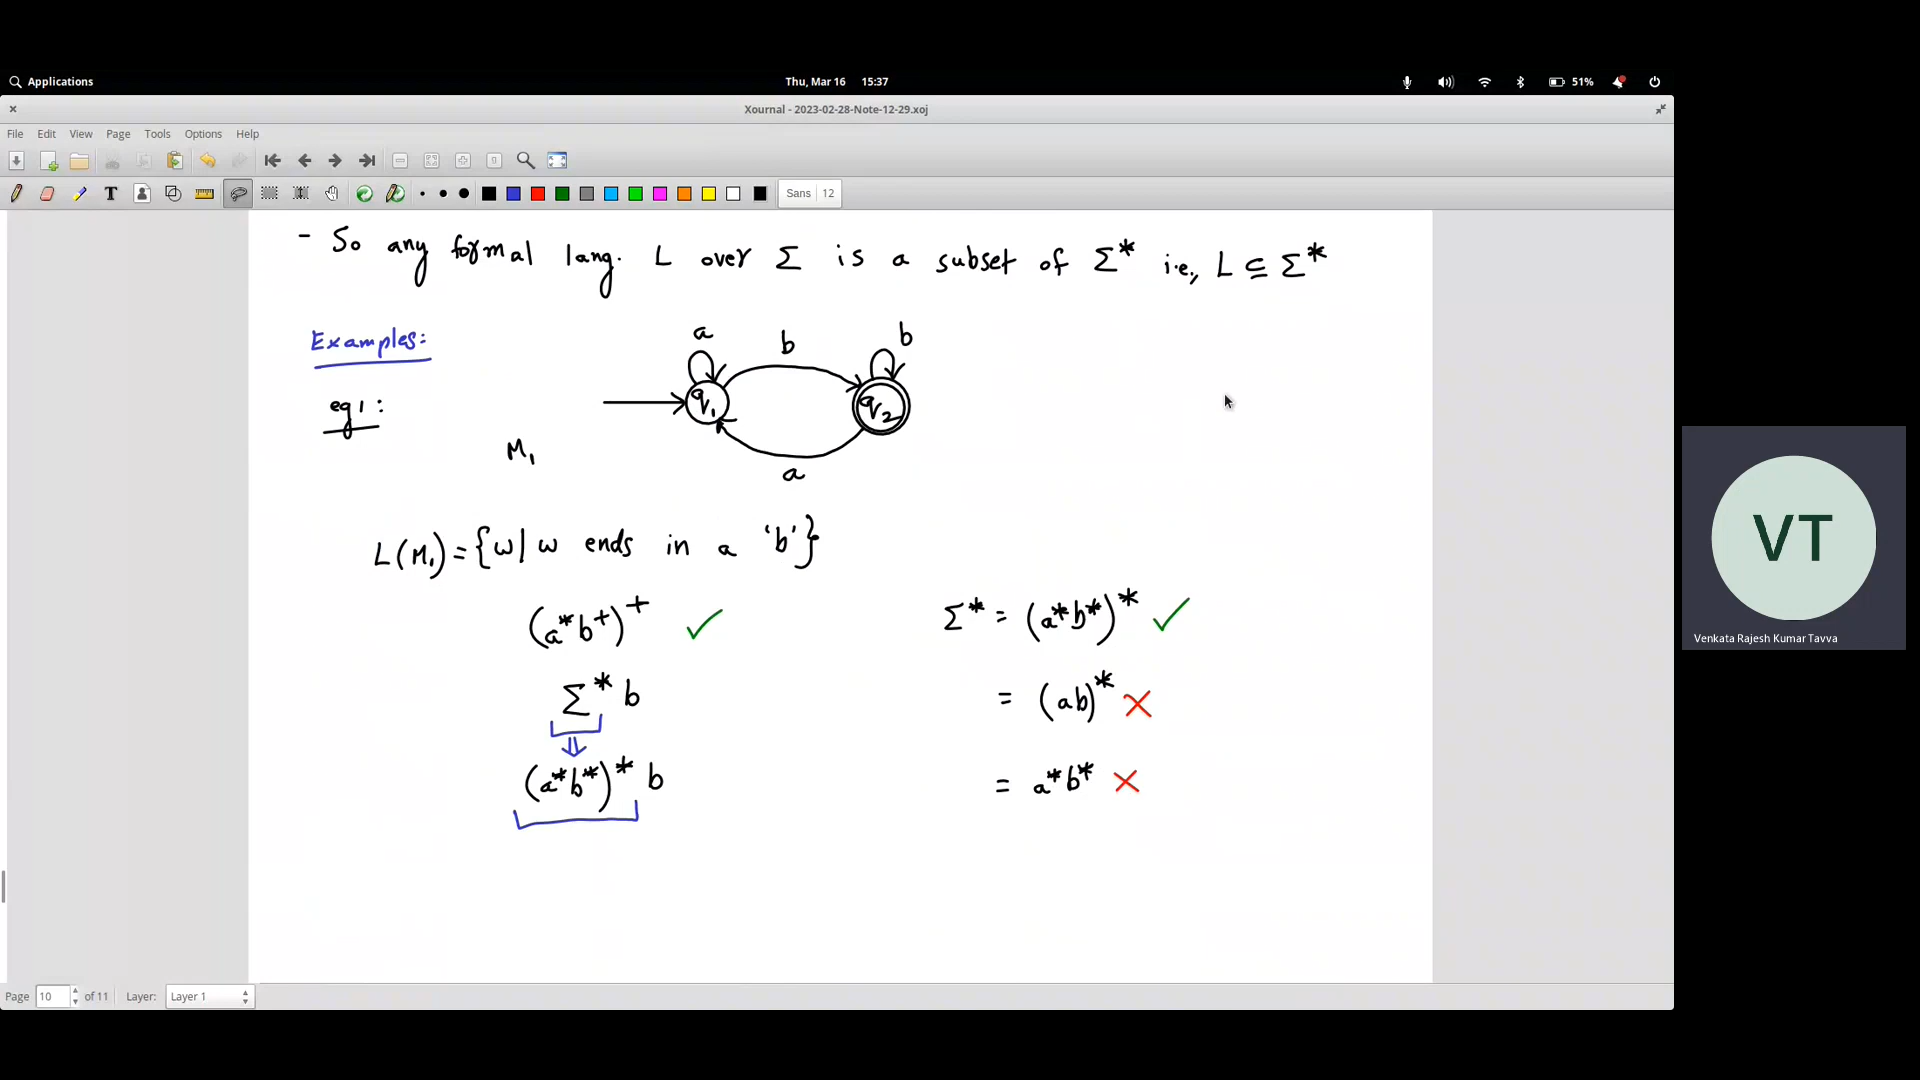 Applications
Thu, Mar 16 15:37
51%
Xournal - 2023-02-28-Note-12-29.xoj
File Edit View Page Tools Options Help
Sans 12
- So any formal lang. L over Σ is a subset of Σ* i.e., L ⊆ Σ*
Examples:
a b b
eg1:
q₁ q₂
M₁
a
L(M₁) = {w | w ends in a 'b'}
(a*b⁺)⁺ ✓
Σ* = (a*b*)* ✓
Σ* b
= (ab)* ✗
⇓
(a*b*)* b
= a*b* ✗
VT
Venkata Rajesh Kumar Tavva
Page 10 of 11 Layer: Layer 1